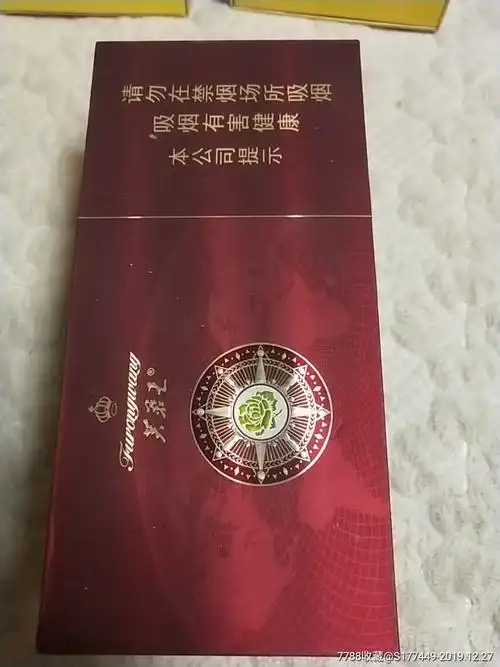 请勿在禁烟场所吸烟
吸烟有害健康
本公司提示
Furongwang
芙蓉王®
7788收藏@S177449-2019.12.27